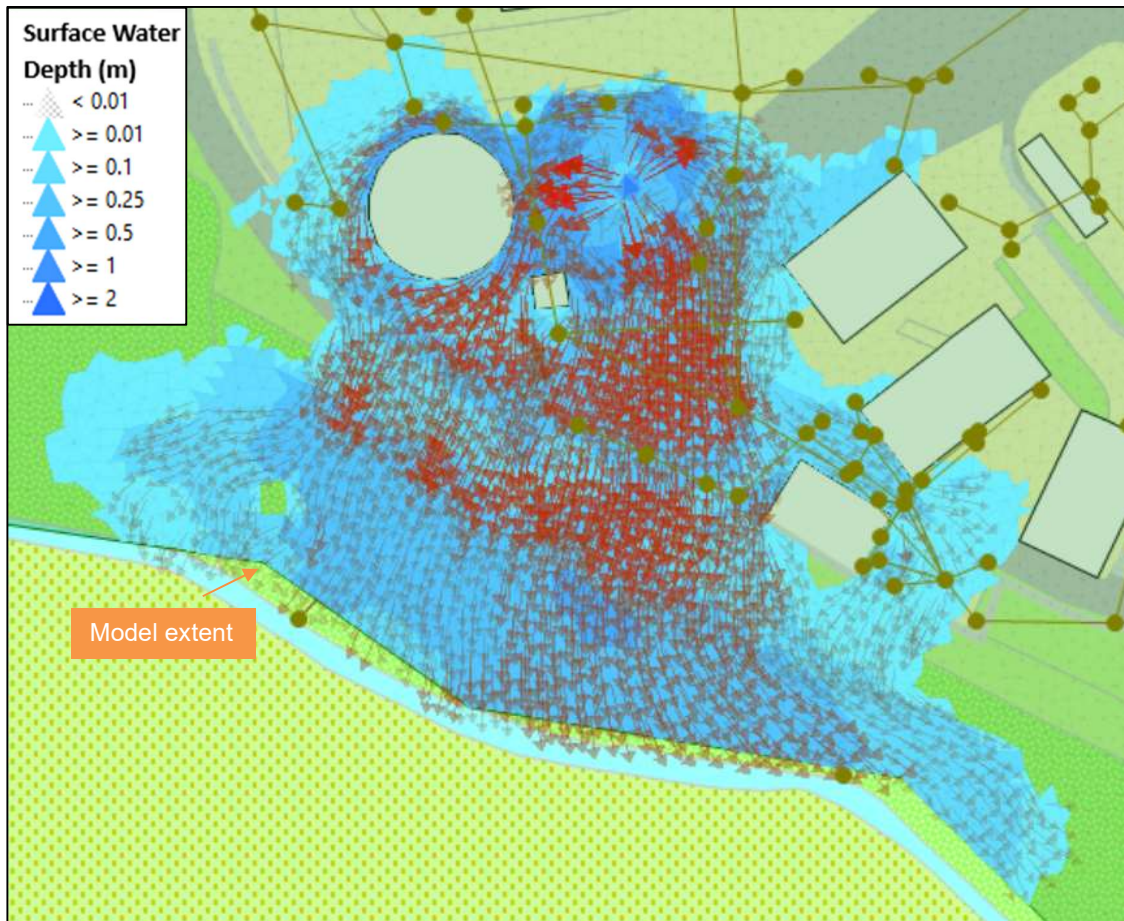 Surface Water
Depth (m)
< 0.01
>= 0.01
>= 0.1
>= 0.25
>= 0.5
>= 1
>= 2
Model extent